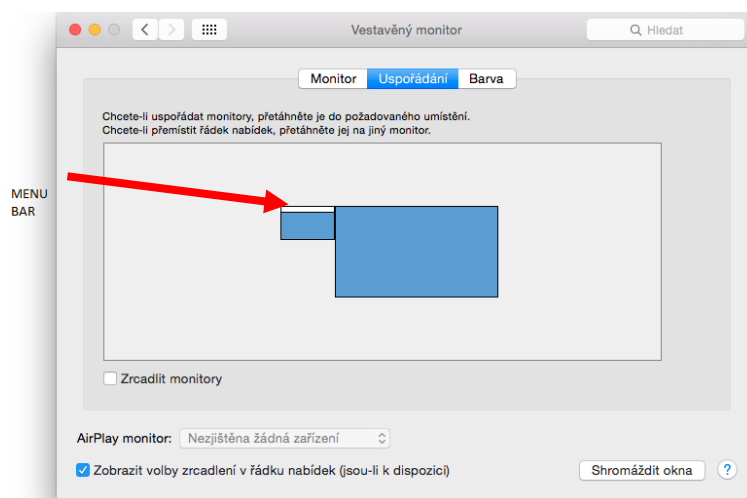 Vestavěný monitor
Hledat
Monitor
Uspořádání
Barva
Chcete-li uspořádat monitory, přetáhněte je do požadovaného umístění.
Chcete-li přemístit řádek nabídek, přetáhněte jej na jiný monitor.
MENU
BAR
Zrcadlit monitory
AirPlay monitor: Nezjištěna žádná zařízení
Zobrazit volby zrcadlení v řádku nabídek (jsou-li k dispozici)
Shromáždit okna
?